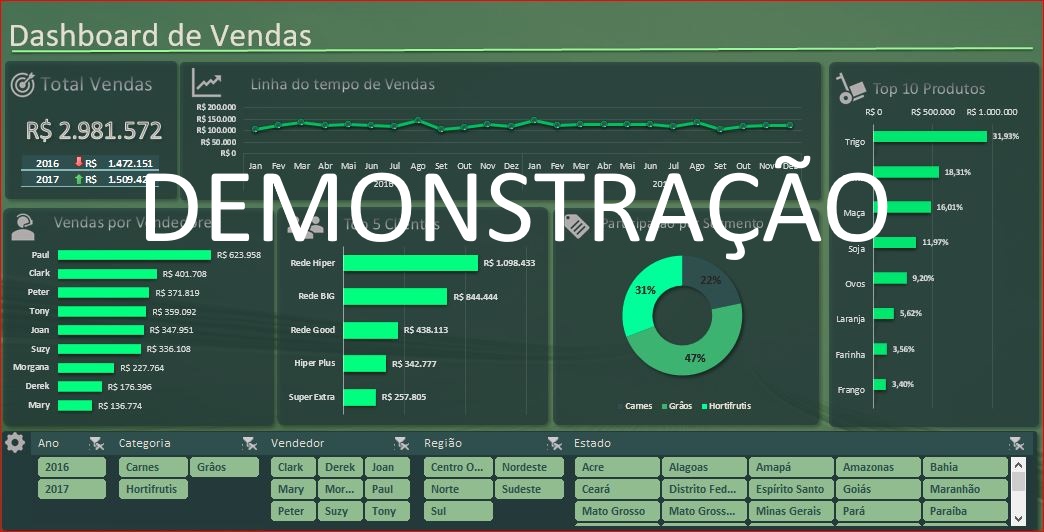 Dashboard de Vendas
Total Vendas
R$ 2.981.572
2016 R$ 1.472.151
2017 R$
Linha do tempo de Vendas
R$ 200.000
R$ 150.000
R$ 100.000
R$ 50.000
R$ 0
Jan Fev Mar Abr Mai Jun Jul Ago Set Out Nov Dez Jan Fev Mar Abr Mai Jun Jul Ago Set Out Nov
2016
DEMONSTRAÇÃO
Top 10 Produtos
R$ 0 R$ 500.000 R$ 1.000.000
Trigo 31,93%
18,31%
Maça 16,01%
Soja 11,97%
Ovos 9,20%
Laranja 5,62%
Farinha 3,56%
Frango 3,40%
Vendas por Vendedore
Paul R$ 623.958
Clark R$ 401.708
Peter R$ 371.819
Tony R$ 359.092
Joan R$ 347.951
Suzy R$ 336.108
Morgana R$ 227.764
Derek R$ 176.396
Mary R$ 136.774
Top 5 Clientes
Rede Hiper R$ 1.098.433
Rede BIG R$ 844.444
Rede Good R$ 438.113
Hiper Plus R$ 342.777
Super Extra R$ 257.805
Participação por Segmento
22%
31%
47%
Carnes Grãos Hortifrutis
Ano
2016
2017
Categoria
Carnes Grãos
Hortifrutis
Vendedor
Clark Derek Joan
Mary Mor... Paul
Peter Suzy Tony
Região
Centro O... Nordeste
Norte Sudeste
Sul
Estado
Acre Alagoas Amapá Amazonas Bahia
Ceará Distrito Fed... Espírito Santo Goiás Maranhão
Mato Grosso Mato Gross... Minas Gerais Pará Paraíba